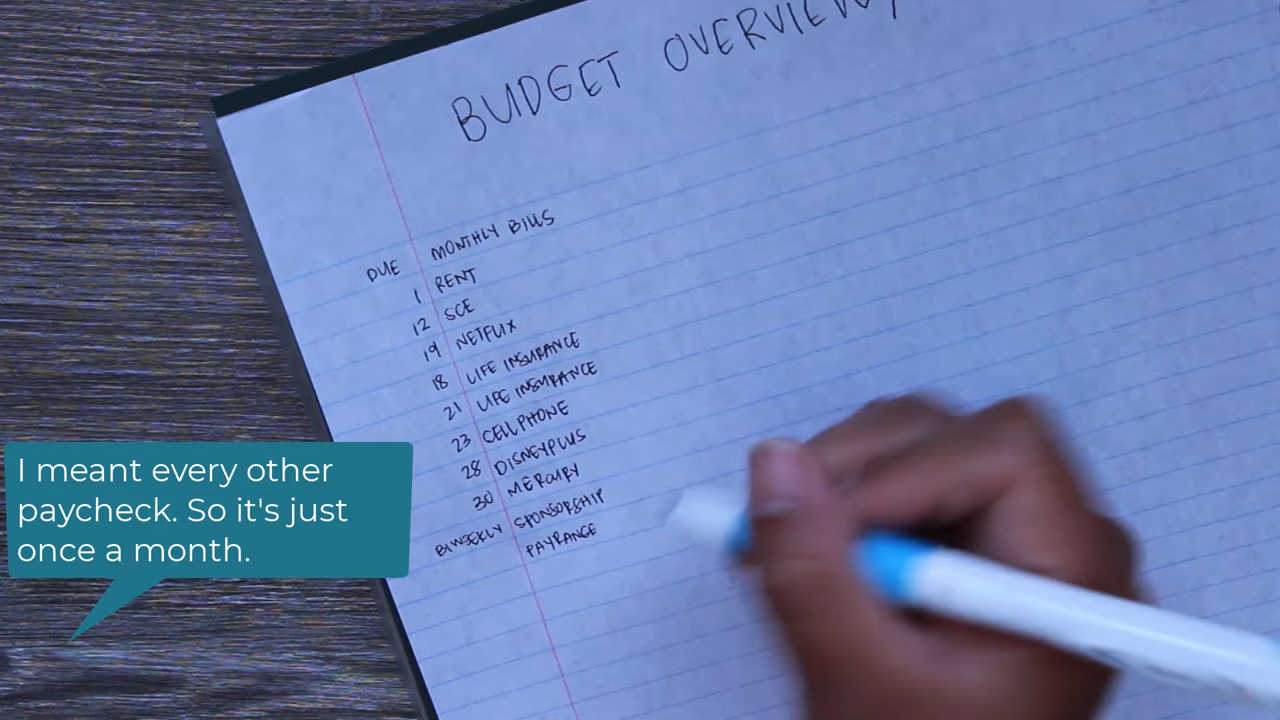 BUDGET OVERVIEW
DUE MONTHLY BILLS
1 RENT
12 SCE
19 NETFLIX
18 LIFE INSURANCE
21 LIFE INSURANCE
23 CELLPHONE
28 DISNEYPLUS
30 MERCURY
BIWEEKLY SPONSORSHIP
PAYRANGE
I meant every other
paycheck. So it's just
once a month.